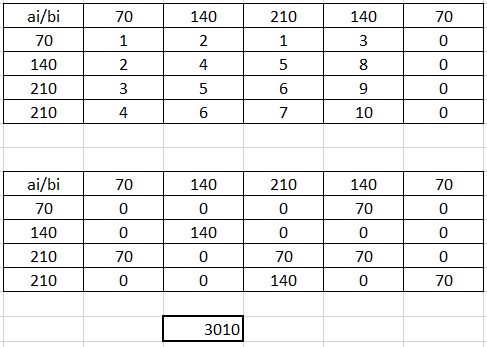 ai/bi 70 140 210 140 70
70 1 2 1 3 0
140 2 4 5 8 0
210 3 5 6 9 0
210 4 6 7 10 0
ai/bi 70 140 210 140 70
70 0 0 0 70 0
140 0 140 0 0 0
210 70 0 70 70 0
210 0 0 140 0 70
3010